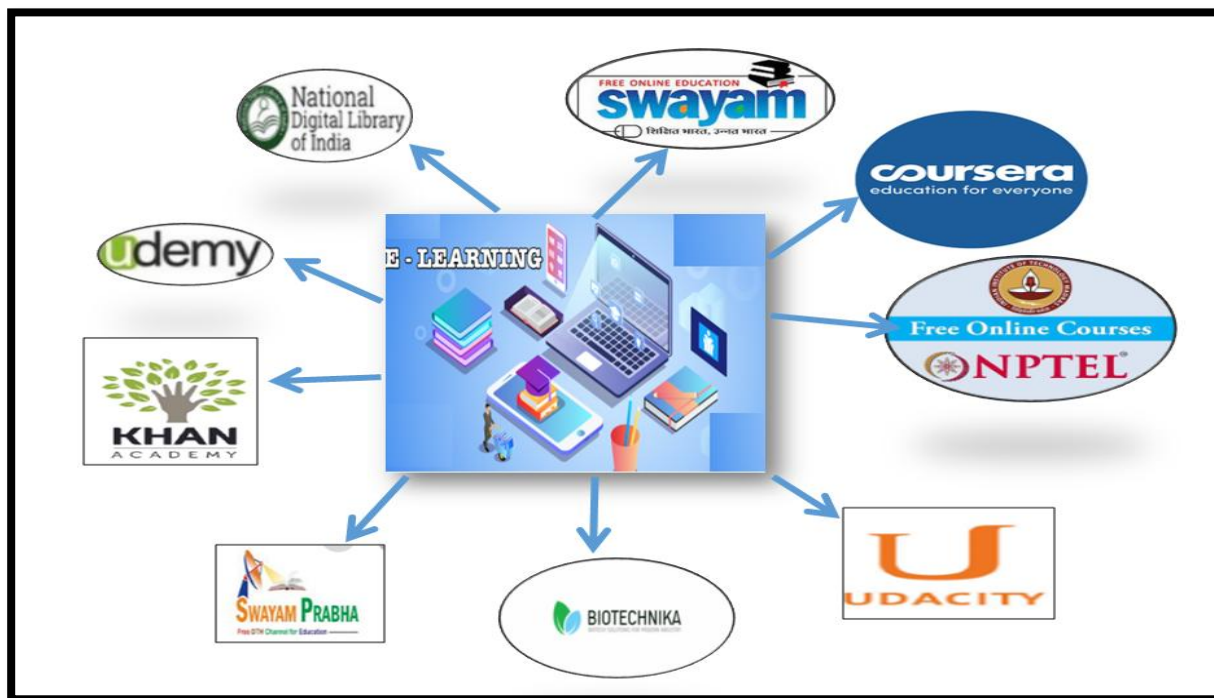 National
Digital Library
of India
FREE ONLINE EDUCATION
swayam
शिक्षित भारत, उन्नत भारत
coursera
education for everyone
udemy
E - LEARNING
Free Online Courses
NPTEL
KHAN
ACADEMY
SWAYAM PRABHA
Free DTH Channel for Education
BIOTECHNIKA
UDACITY